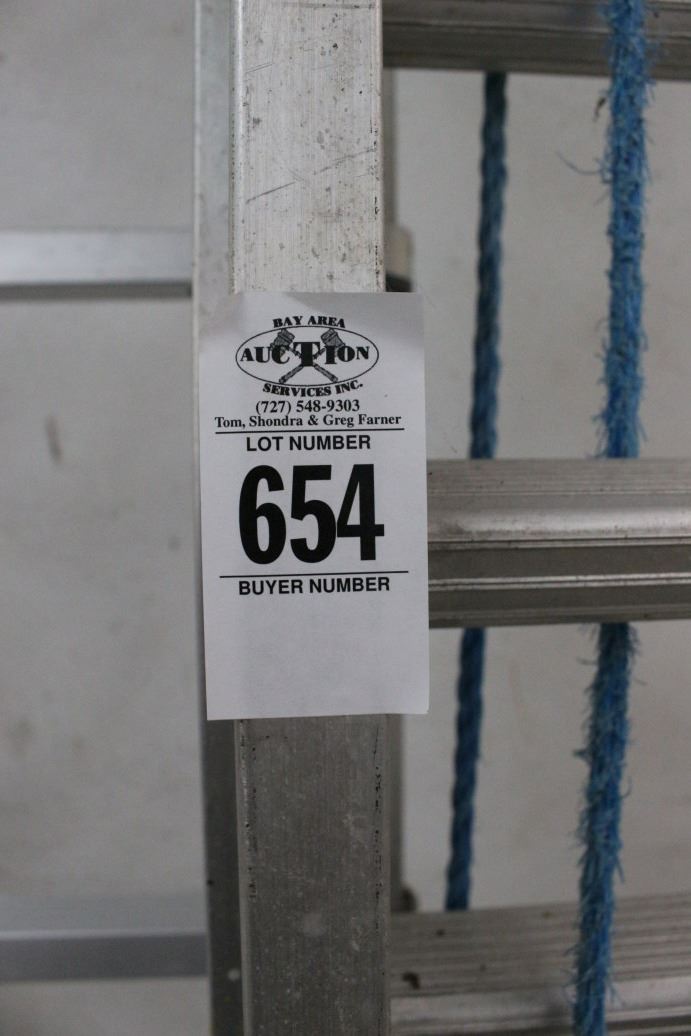 BAY AREA
AUCTION
SERVICES INC.
(727) 548-9303
Tom, Shondra & Greg Farner
LOT NUMBER
654
BUYER NUMBER